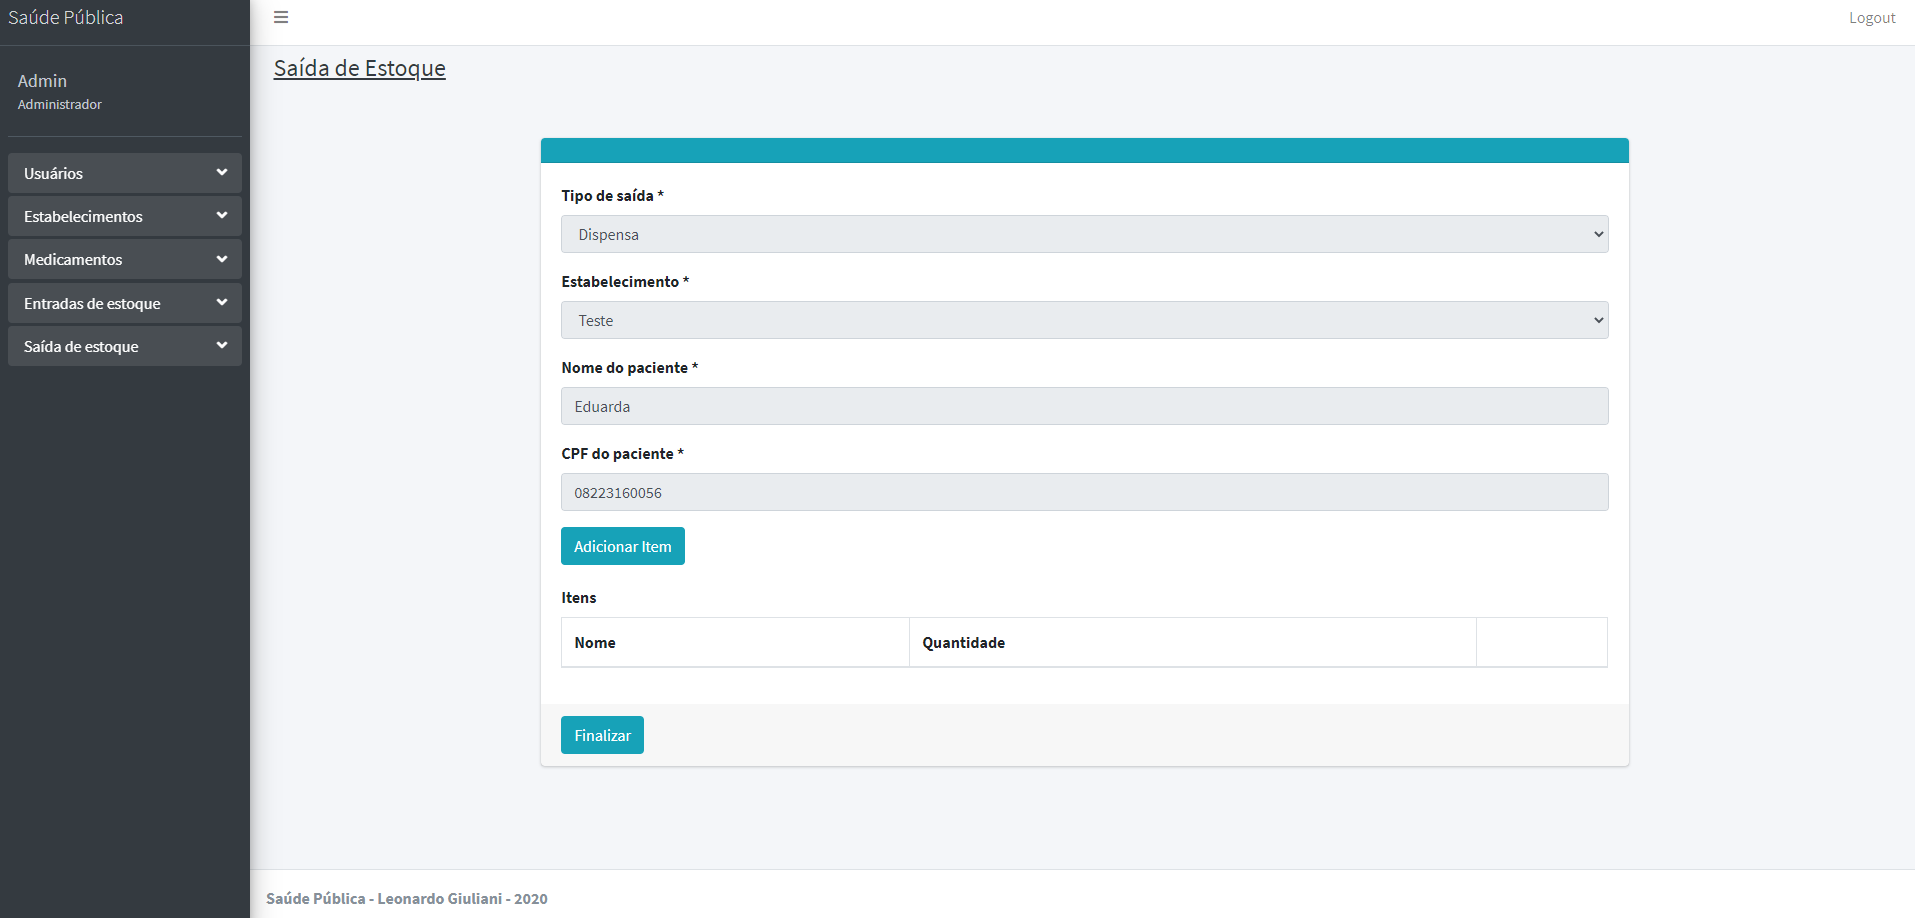 Saúde Pública
Logout
Admin
Administrador
Usuários
Estabelecimentos
Medicamentos
Entradas de estoque
Saída de estoque
Saída de Estoque
Tipo de saída *
Dispensa
Estabelecimento *
Teste
Nome do paciente *
Eduarda
CPF do paciente *
08223160056
Adicionar Item
Itens
Nome Quantidade
Finalizar
Saúde Pública - Leonardo Giuliani - 2020